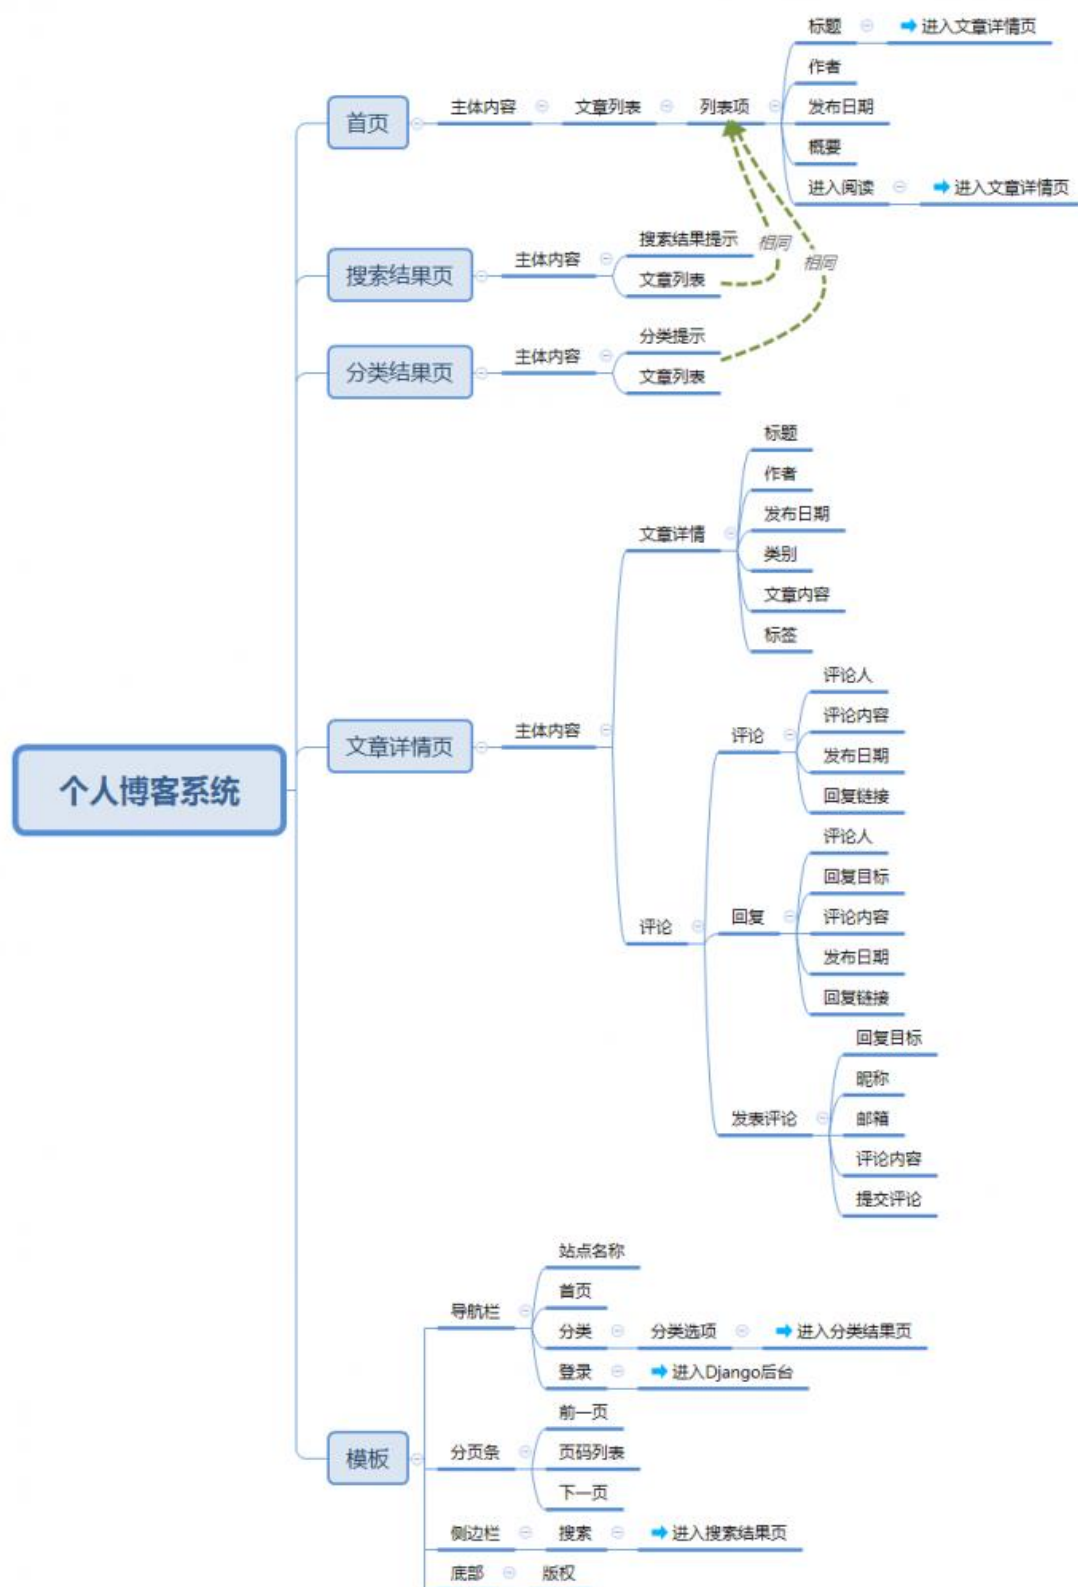 标题
进入文章详情页
作者
首页
主体内容
文章列表
列表项
发布日期
概要
进入阅读
进入文章详情页
搜索结果页
主体内容
搜索结果提示
文章列表
相同
相同
分类结果页
主体内容
分类提示
文章列表
标题
作者
发布日期
文章详情
类别
文章内容
标签
个人博客系统
文章详情页
主体内容
评论人
评论内容
评论
发布日期
回复链接
评论人
回复目标
评论
回复
评论内容
发布日期
回复链接
回复目标
昵称
发表评论
邮箱
评论内容
提交评论
站点名称
导航栏
首页
分类
分类选项
进入分类结果页
登录
进入Django后台
前一页
模板
分页条
页码列表
下一页
侧边栏
搜索
进入搜索结果页
底部
版权